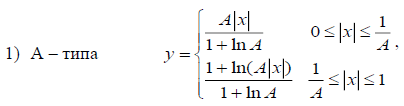 1) А – типа y = { A|x| / (1 + ln A)   0 ≤ |x| ≤ 1/A,
(1 + ln(A|x|)) / (1 + ln A)   1/A ≤ |x| ≤ 1